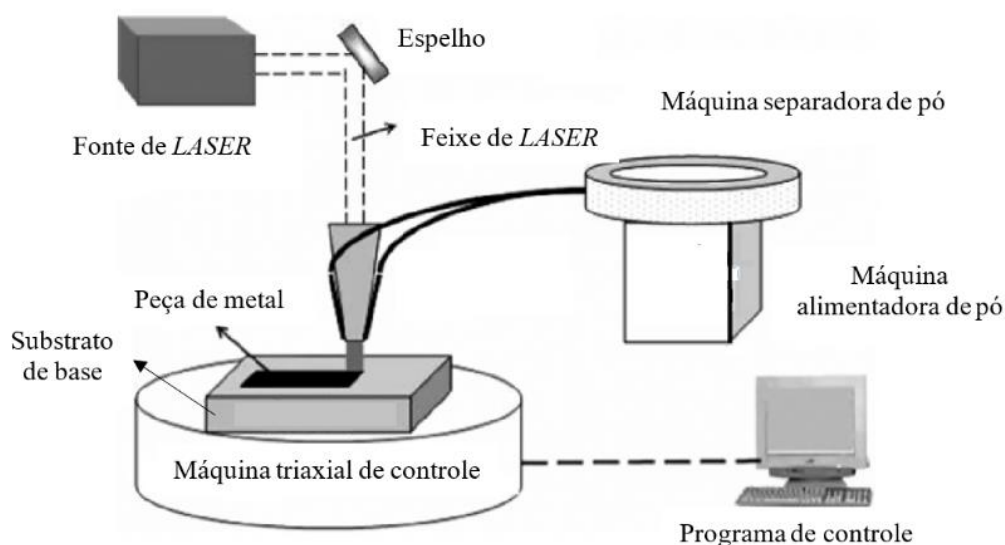 Espelho
Máquina separadora de pó
Fonte de LASER
Feixe de LASER
Máquina
alimentadora de pó
Peça de metal
Substrato
de base
Máquina triaxial de controle
Programa de controle